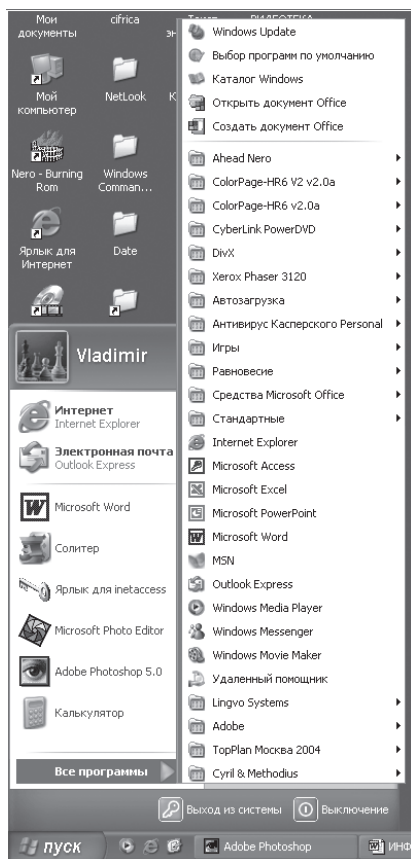 Мои
документы
cifrica
Мой
компьютер
NetLook
К
Nero - Burning
Rom
Windows
Comman...
Ярлык для
Интернет
Date
Vladimir
Интернет
Internet Explorer
Электронная почта
Outlook Express
Microsoft Word
Солитер
Ярлык для inetaccess
Microsoft Photo Editor
Adobe Photoshop 5.0
Калькулятор
Все программы
Windows Update
Выбор программ по умолчанию
Каталог Windows
Открыть документ Office
Создать документ Office
Ahead Nero
ColorPage-HR6 V2 v2.0a
ColorPage-HR6 v2.0a
CyberLink PowerDVD
DivX
Xerox Phaser 3120
Автозагрузка
Антивирус Касперского Personal
Игры
Равновесие
Средства Microsoft Office
Стандартные
Internet Explorer
Microsoft Access
Microsoft Excel
Microsoft PowerPoint
Microsoft Word
MSN
Outlook Express
Windows Media Player
Windows Messenger
Windows Movie Maker
Удаленный помощник
Lingvo Systems
Adobe
TopPlan Москва 2004
Cyril & Methodius
Выход из системы
Выключение
пуск
Adobe Photoshop
ИНФ